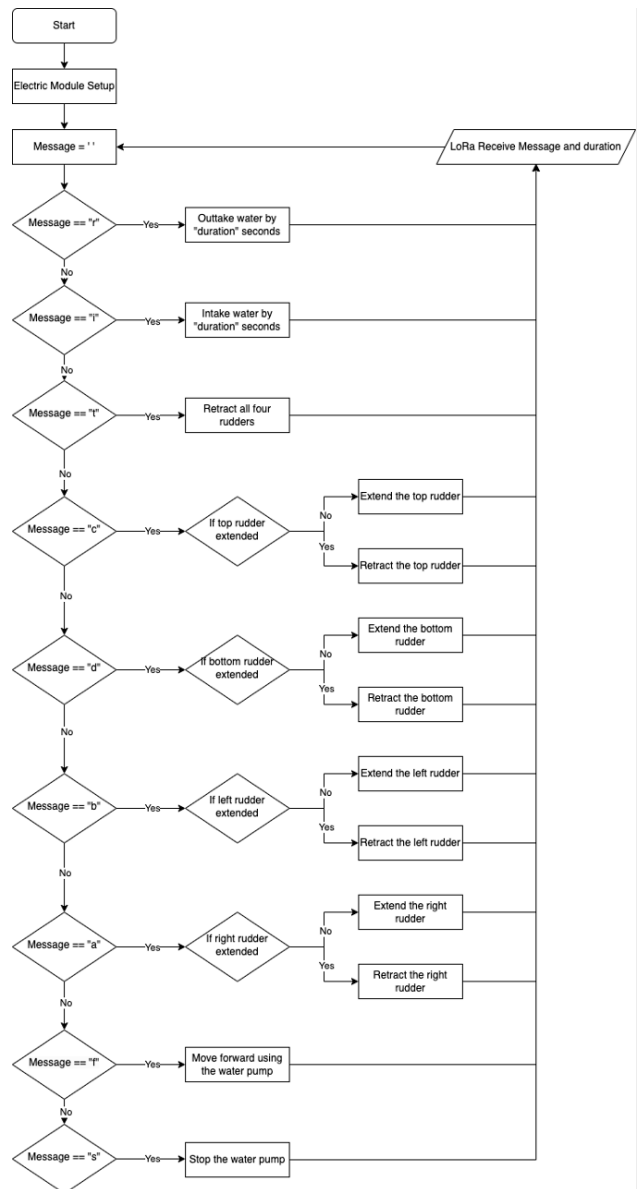 Start
Electric Module Setup
Message = ' '
LoRa Receive Message and duration
Message == "r"
Yes
Outtake water by
"duration" seconds
No
Message == "i"
Yes
Intake water by
"duration" seconds
No
Message == "t"
Yes
Retract all four
rudders
No
Message == "c"
Yes
If top rudder
extended
No
Extend the top rudder
Yes
Retract the top rudder
No
Message == "d"
Yes
If bottom rudder
extended
No
Extend the bottom
rudder
Yes
Retract the bottom
rudder
No
Message == "b"
Yes
If left rudder
extended
No
Extend the left rudder
Yes
Retract the left rudder
No
Message == "a"
Yes
If right rudder
extended
No
Extend the right
rudder
Yes
Retract the right
rudder
No
Message == "f"
Yes
Move forward using
the water pump
No
Message == "s"
Yes
Stop the water pump